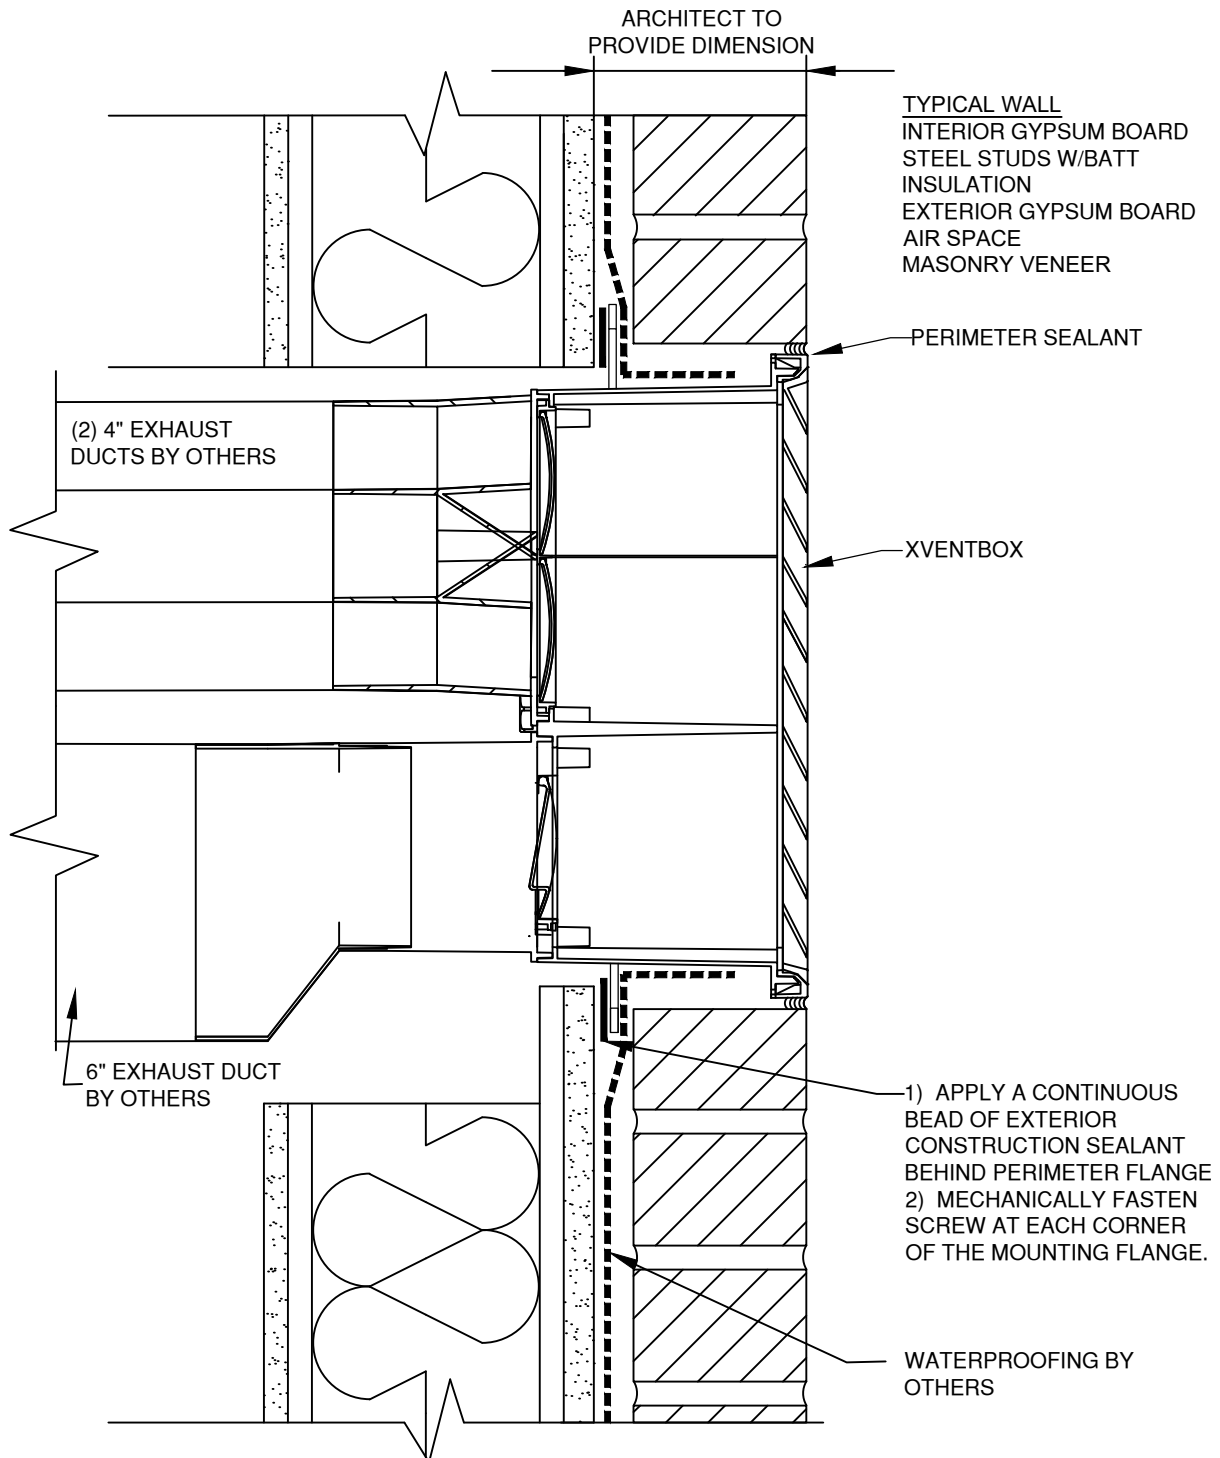 ARCHITECT TO
PROVIDE DIMENSION
TYPICAL WALL
INTERIOR GYPSUM BOARD
STEEL STUDS W/BATT
INSULATION
EXTERIOR GYPSUM BOARD
AIR SPACE
MASONRY VENEER
PERIMETER SEALANT
(2) 4" EXHAUST
DUCTS BY OTHERS
XVENTBOX
6" EXHAUST DUCT
BY OTHERS
1) APPLY A CONTINUOUS
BEAD OF EXTERIOR
CONSTRUCTION SEALANT
BEHIND PERIMETER FLANGE
2) MECHANICALLY FASTEN
SCREW AT EACH CORNER
OF THE MOUNTING FLANGE.
WATERPROOFING BY
OTHERS